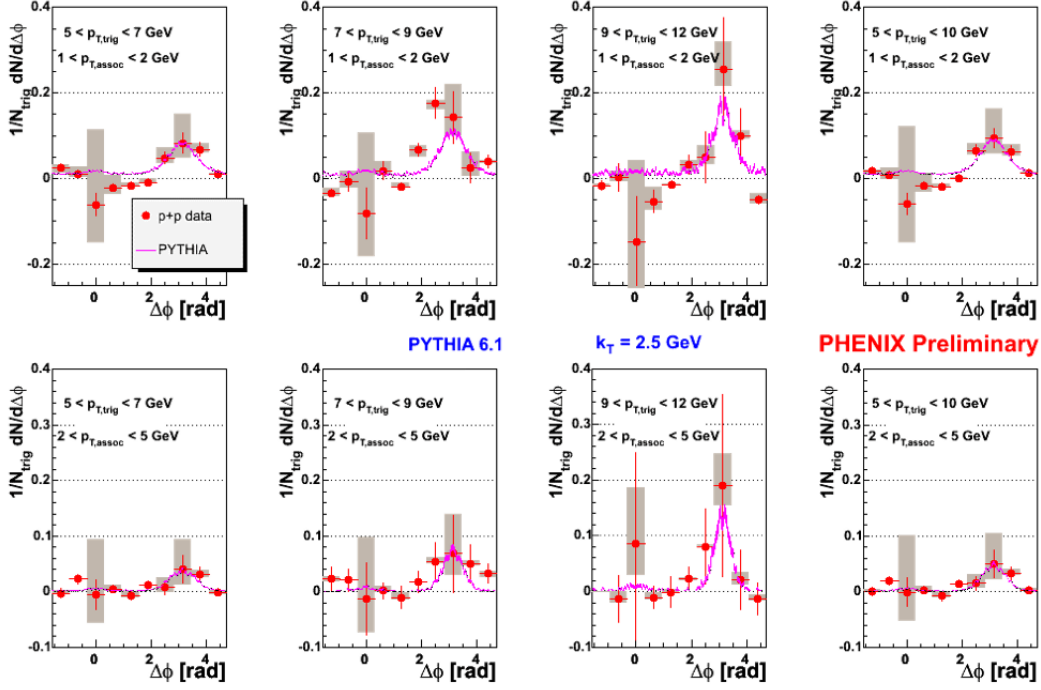 5 < p_T,trig < 7 GeV
1 < p_T,assoc < 2 GeV
1/N_trig dN/dΔϕ
0.4
0.2
0
-0.2
p+p data
PYTHIA
0 2 4
Δϕ [rad]
7 < p_T,trig < 9 GeV
1 < p_T,assoc < 2 GeV
1/N_trig dN/dΔϕ
0.4
0.2
0
-0.2
0 2 4
Δϕ [rad]
9 < p_T,trig < 12 GeV
1 < p_T,assoc < 2 GeV
1/N_trig dN/dΔϕ
0.4
0.2
0
-0.2
0 2 4
Δϕ [rad]
5 < p_T,trig < 10 GeV
1 < p_T,assoc < 2 GeV
1/N_trig dN/dΔϕ
0.4
0.2
0
-0.2
0 2 4
Δϕ [rad]
PYTHIA 6.1
k_T = 2.5 GeV
PHENIX Preliminary
5 < p_T,trig < 7 GeV
2 < p_T,assoc < 5 GeV
1/N_trig dN/dΔϕ
0.4
0.3
0.2
0.1
0
-0.1
0 2 4
Δϕ [rad]
7 < p_T,trig < 9 GeV
2 < p_T,assoc < 5 GeV
1/N_trig dN/dΔϕ
0.4
0.3
0.2
0.1
0
-0.1
0 2 4
Δϕ [rad]
9 < p_T,trig < 12 GeV
2 < p_T,assoc < 5 GeV
1/N_trig dN/dΔϕ
0.4
0.3
0.2
0.1
0
-0.1
0 2 4
Δϕ [rad]
5 < p_T,trig < 10 GeV
2 < p_T,assoc < 5 GeV
1/N_trig dN/dΔϕ
0.4
0.3
0.2
0.1
0
-0.1
0 2 4
Δϕ [rad]